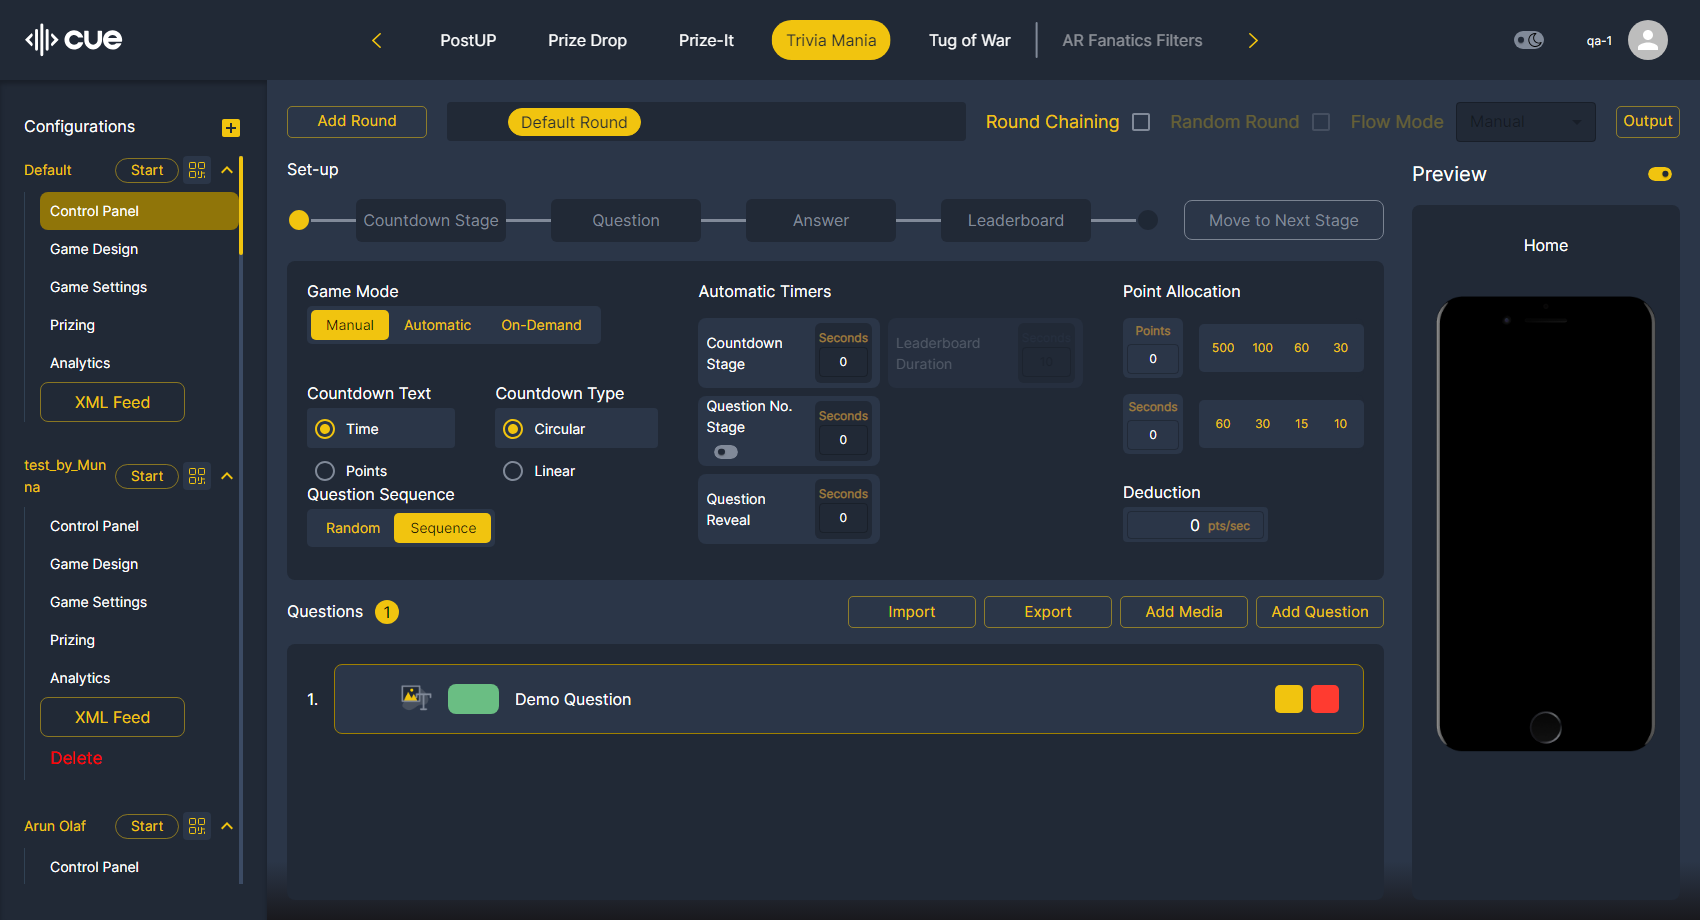 cue
PostUP
Prize Drop
Prize-It
Trivia Mania
Tug of War
AR Fanatics Filters
qa-1
Configurations
Default
Start
Control Panel
Game Design
Game Settings
Prizing
Analytics
XML Feed
test_by_Mun
na
Start
Control Panel
Game Design
Game Settings
Prizing
Analytics
XML Feed
Delete
Arun Olaf
Start
Control Panel
Add Round
Default Round
Round Chaining
Random Round
Flow Mode
Manual
Output
Set-up
Countdown Stage
Question
Answer
Leaderboard
Move to Next Stage
Game Mode
Manual
Automatic
On-Demand
Countdown Text
Time
Points
Countdown Type
Circular
Linear
Question Sequence
Random
Sequence
Automatic Timers
Countdown
Stage
Seconds
0
Leaderboard
Duration
Seconds
10
Question No.
Stage
Seconds
0
Question
Reveal
Seconds
0
Point Allocation
Points
0
500 100 60 30
Seconds
0
60 30 15 10
Deduction
0 pts/sec
Questions 1
Import
Export
Add Media
Add Question
1.
T
Demo Question
Preview
Home